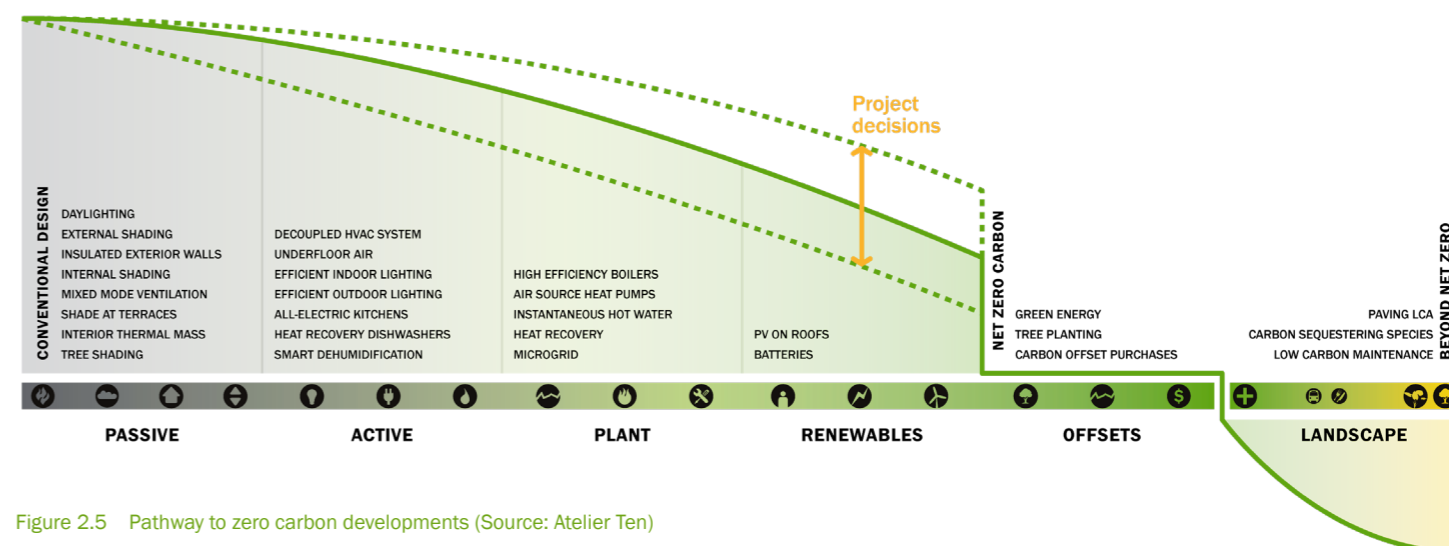 Project
decisions
CONVENTIONAL DESIGN
DAYLIGHTING
EXTERNAL SHADING
INSULATED EXTERIOR WALLS
INTERNAL SHADING
MIXED MODE VENTILATION
SHADE AT TERRACES
INTERIOR THERMAL MASS
TREE SHADING
DECOUPLED HVAC SYSTEM
UNDERFLOOR AIR
EFFICIENT INDOOR LIGHTING
EFFICIENT OUTDOOR LIGHTING
ALL-ELECTRIC KITCHENS
HEAT RECOVERY DISHWASHERS
SMART DEHUMIDIFICATION
HIGH EFFICIENCY BOILERS
AIR SOURCE HEAT PUMPS
INSTANTANEOUS HOT WATER
HEAT RECOVERY
MICROGRID
PV ON ROOFS
BATTERIES
NET ZERO CARBON
GREEN ENERGY
TREE PLANTING
CARBON OFFSET PURCHASES
PAVING LCA
CARBON SEQUESTERING SPECIES
LOW CARBON MAINTENANCE
BEYOND NET ZERO
$
PASSIVE
ACTIVE
PLANT
RENEWABLES
OFFSETS
LANDSCAPE
Figure 2.5 Pathway to zero carbon developments (Source: Atelier Ten)